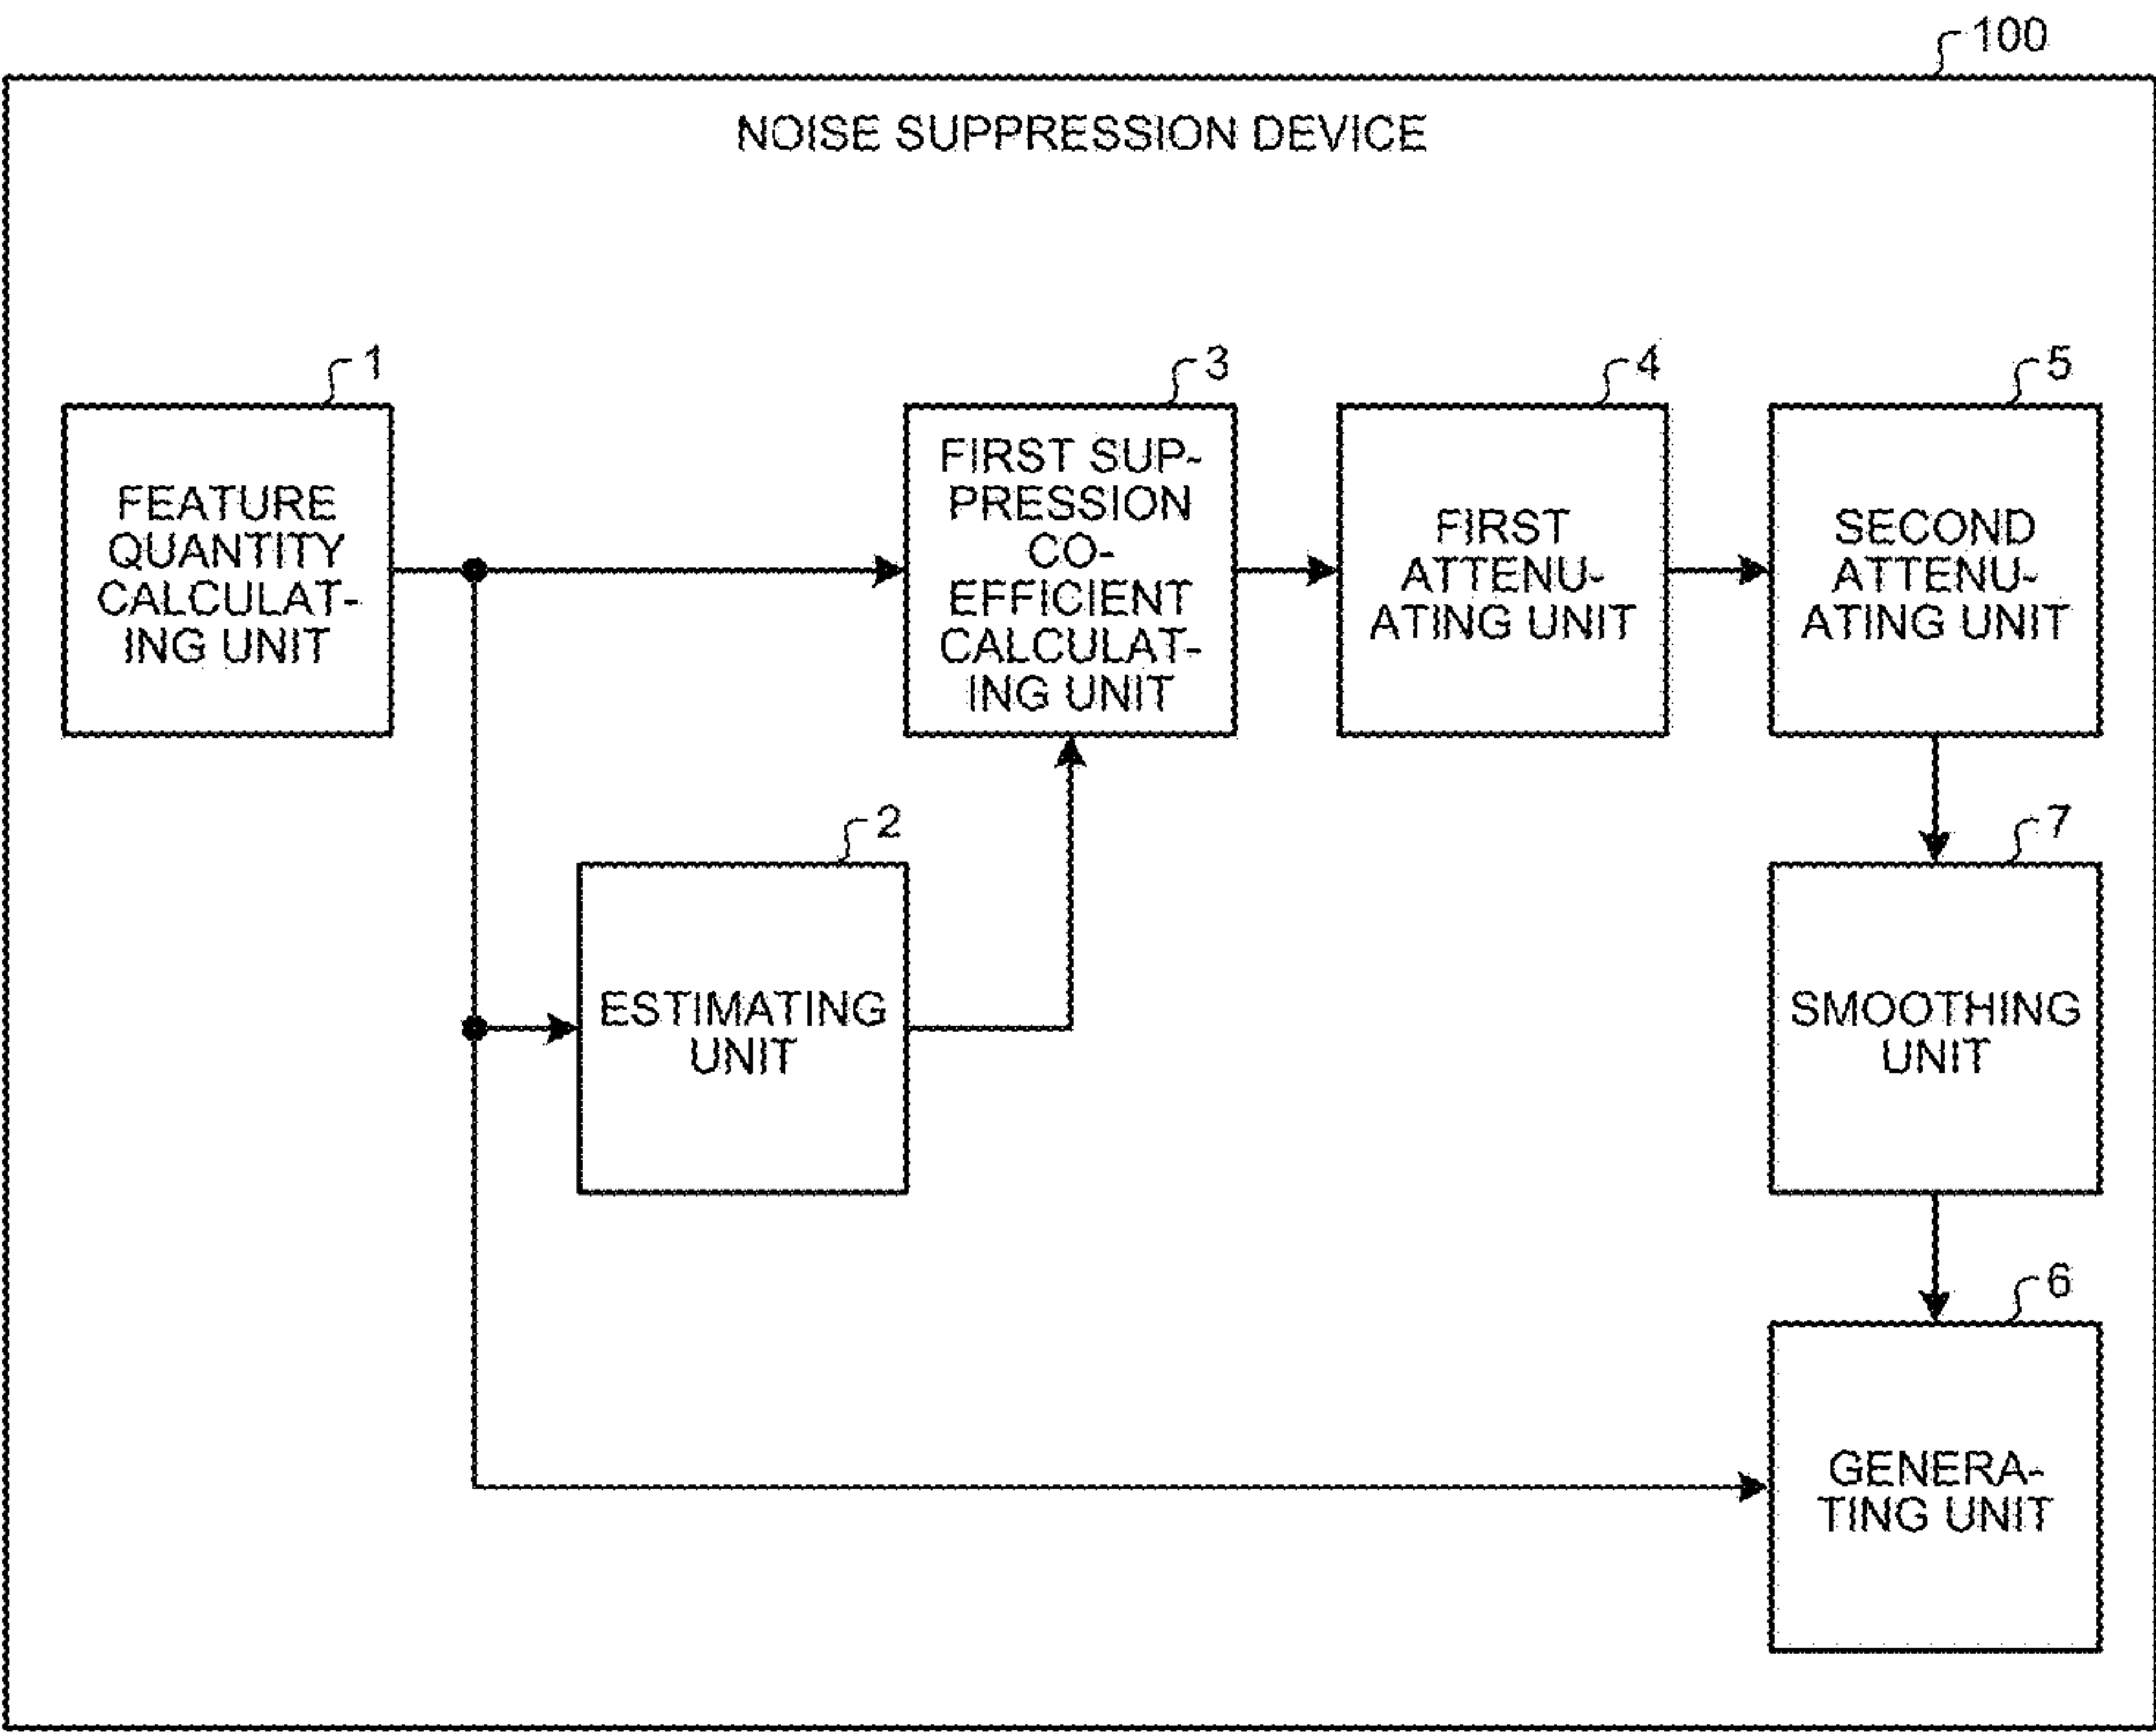 100
NOISE SUPPRESSION DEVICE
1
FEATURE
QUANTITY
CALCULAT-
ING UNIT
3
FIRST SUP-
PRESSION
CO-
EFFICIENT
CALCULAT-
ING UNIT
4
FIRST
ATTENU-
ATING UNIT
5
SECOND
ATTENU-
ATING UNIT
2
ESTIMATING
UNIT
7
SMOOTHING
UNIT
6
GENERA-
TING UNIT